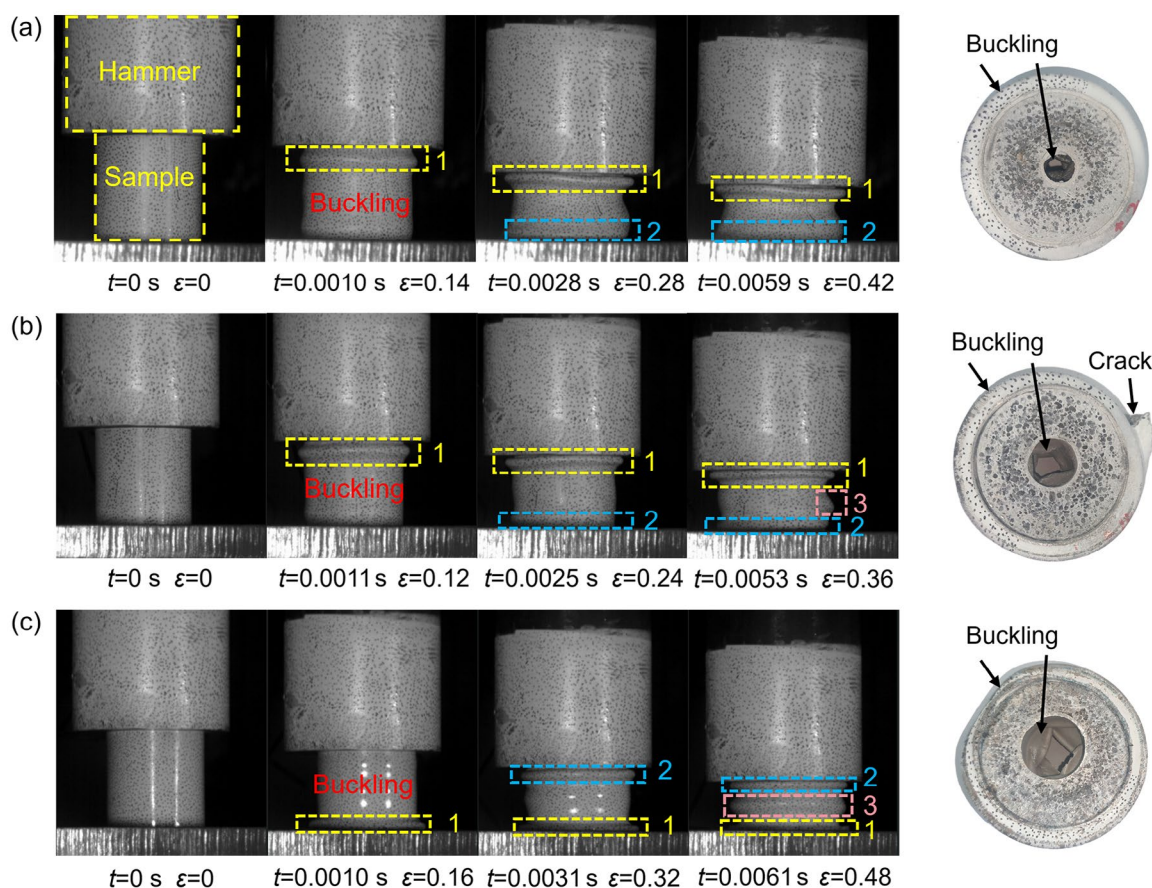 (a)
Hammer
Sample
1
Buckling
1
2
1
2
Buckling
t=0 s ε=0
t=0.0010 s ε=0.14
t=0.0028 s ε=0.28
t=0.0059 s ε=0.42
(b)
1
Buckling
1
2
1
3
2
Buckling
Crack
t=0 s ε=0
t=0.0011 s ε=0.12
t=0.0025 s ε=0.24
t=0.0053 s ε=0.36
(c)
Buckling
1
2
1
2
3
1
Buckling
t=0 s ε=0
t=0.0010 s ε=0.16
t=0.0031 s ε=0.32
t=0.0061 s ε=0.48